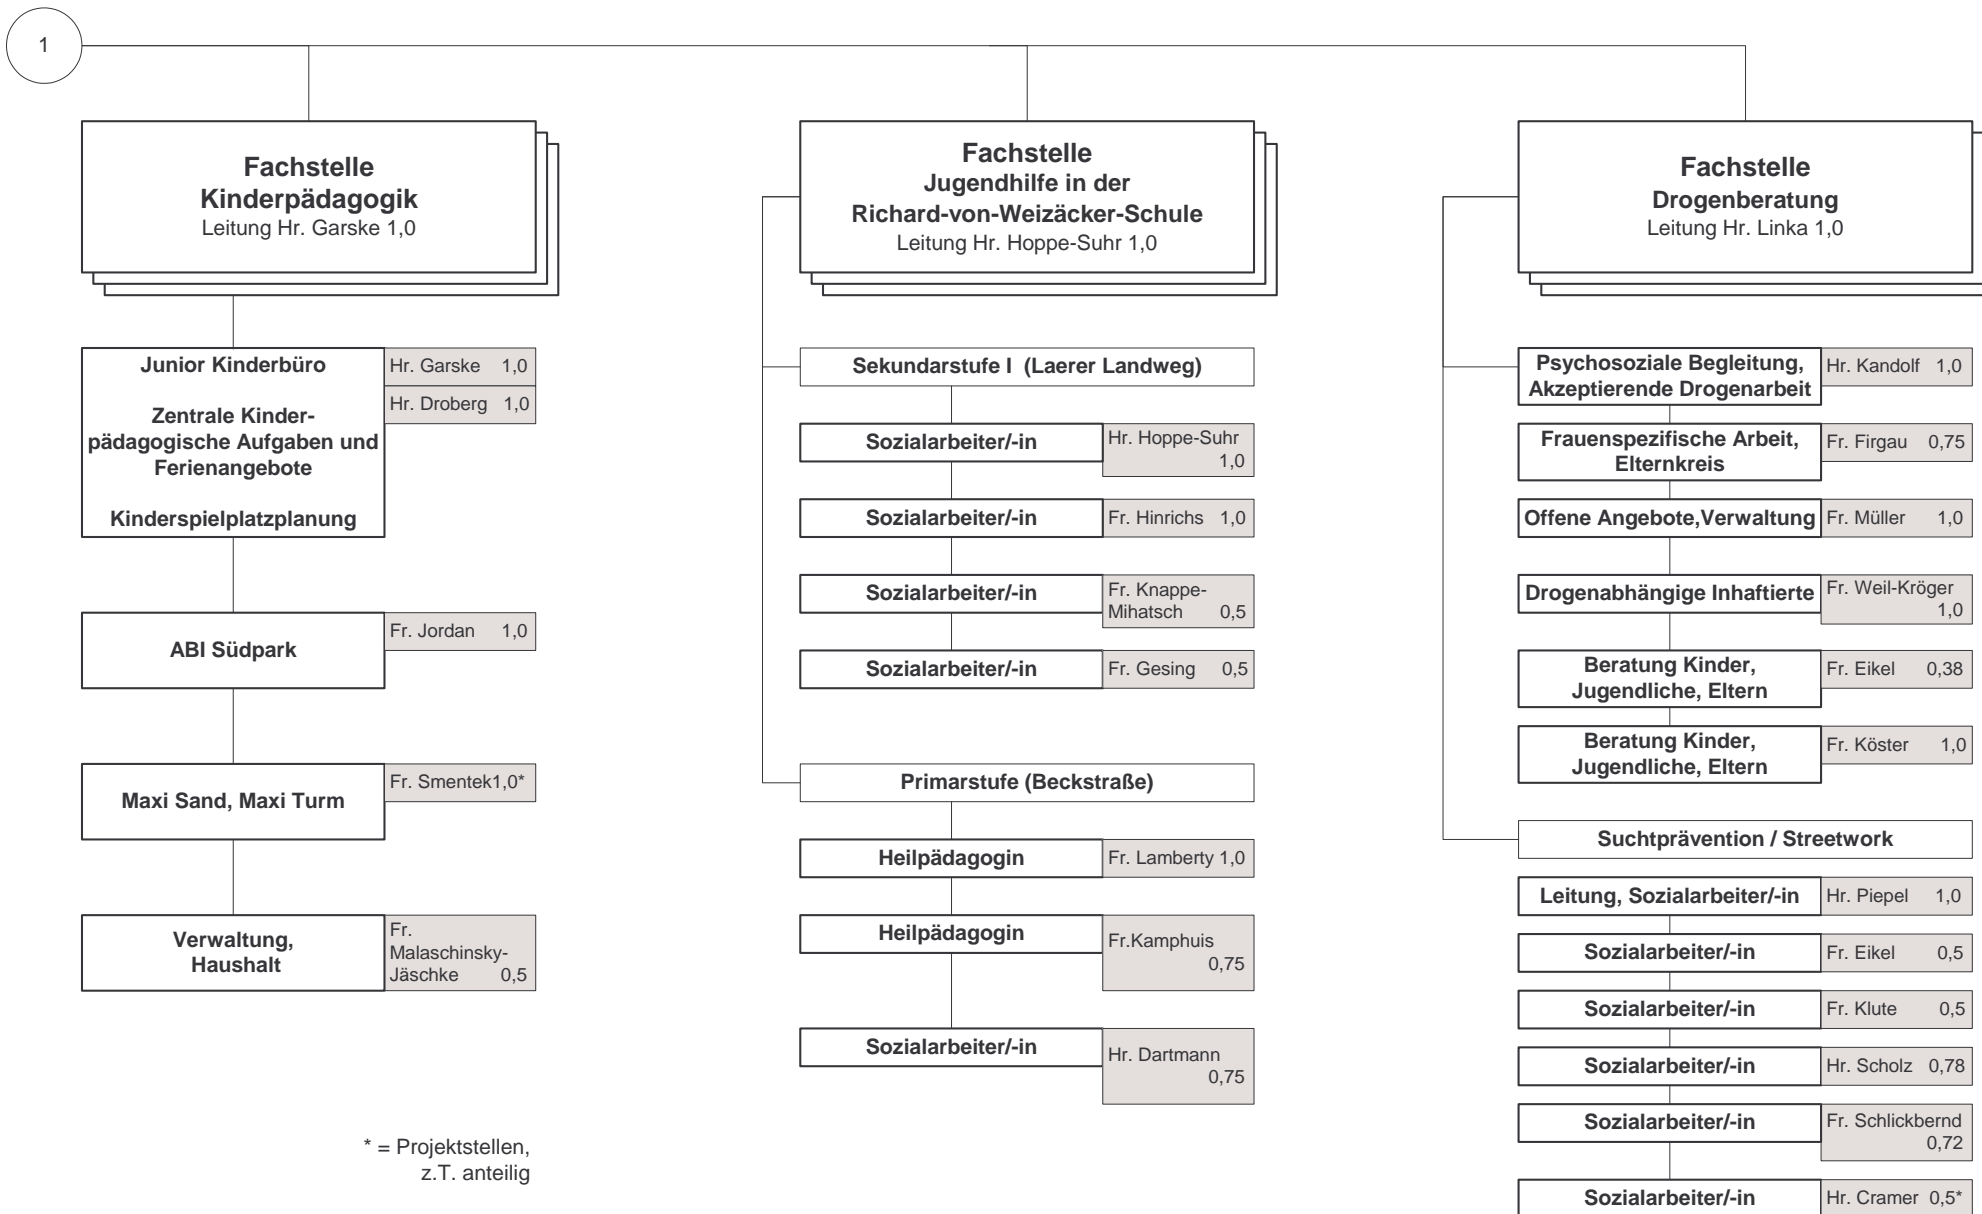 1
Fachstelle
Kinderpädagogik
Leitung Hr. Garske 1,0
Junior Kinderbüro
Zentrale Kinder-
pädagogische Aufgaben und
Ferienangebote
Kinderspielplatzplanung
Hr. Garske 1,0
Hr. Droberg 1,0
ABI Südpark
Fr. Jordan 1,0
Maxi Sand, Maxi Turm
Fr. Smentek1,0*
Verwaltung,
Haushalt
Fr.
Malaschinsky-
Jäschke 0,5
* = Projektstellen,
z.T. anteilig
Fachstelle
Jugendhilfe in der
Richard-von-Weizäcker-Schule
Leitung Hr. Hoppe-Suhr 1,0
Sekundarstufe I (Laerer Landweg)
Sozialarbeiter/-in
Hr. Hoppe-Suhr
1,0
Sozialarbeiter/-in
Fr. Hinrichs 1,0
Sozialarbeiter/-in
Fr. Knappe-
Mihatsch 0,5
Sozialarbeiter/-in
Fr. Gesing 0,5
Primarstufe (Beckstraße)
Heilpädagogin
Fr. Lamberty 1,0
Heilpädagogin
Fr.Kamphuis
0,75
Sozialarbeiter/-in
Hr. Dartmann
0,75
Fachstelle
Drogenberatung
Leitung Hr. Linka 1,0
Psychosoziale Begleitung,
Akzeptierende Drogenarbeit
Hr. Kandolf 1,0
Frauenspezifische Arbeit,
Elternkreis
Fr. Firgau 0,75
Offene Angebote,Verwaltung
Fr. Müller 1,0
Drogenabhängige Inhaftierte
Fr. Weil-Kröger
1,0
Beratung Kinder,
Jugendliche, Eltern
Fr. Eikel 0,38
Beratung Kinder,
Jugendliche, Eltern
Fr. Köster 1,0
Suchtprävention / Streetwork
Leitung, Sozialarbeiter/-in
Hr. Piepel 1,0
Sozialarbeiter/-in
Fr. Eikel 0,5
Sozialarbeiter/-in
Fr. Klute 0,5
Sozialarbeiter/-in
Hr. Scholz 0,78
Sozialarbeiter/-in
Fr. Schlickbernd
0,72
Sozialarbeiter/-in
Hr. Cramer 0,5*